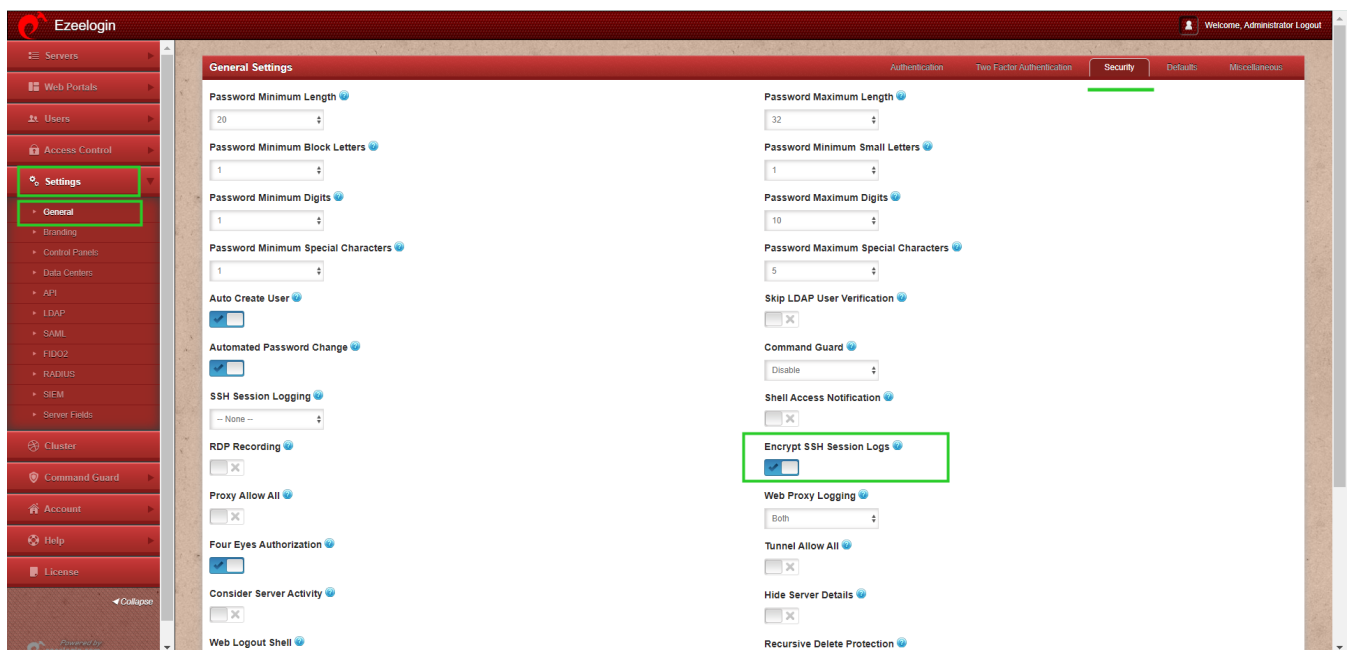 Ezeelogin
Welcome, Administrator Logout
Servers
Web Portals
Users
Access Control
Settings
General
Branding
Control Panels
Data Centers
API
LDAP
SAML
FIDO2
RADIUS
SIEM
Server Fields
Cluster
Command Guard
Account
Help
License
Collapse
Powered by
General Settings
Authentication
Two Factor Authentication
Security
Defaults
Miscellaneous
Password Minimum Length
Password Maximum Length
20
32
Password Minimum Block Letters
Password Minimum Small Letters
1
1
Password Minimum Digits
Password Maximum Digits
1
10
Password Minimum Special Characters
Password Maximum Special Characters
1
5
Auto Create User
Skip LDAP User Verification
Automated Password Change
Command Guard
Disable
SSH Session Logging
Shell Access Notification
-- None --
RDP Recording
Encrypt SSH Session Logs
Proxy Allow All
Web Proxy Logging
Both
Four Eyes Authorization
Tunnel Allow All
Consider Server Activity
Hide Server Details
Web Logout Shell
Recursive Delete Protection